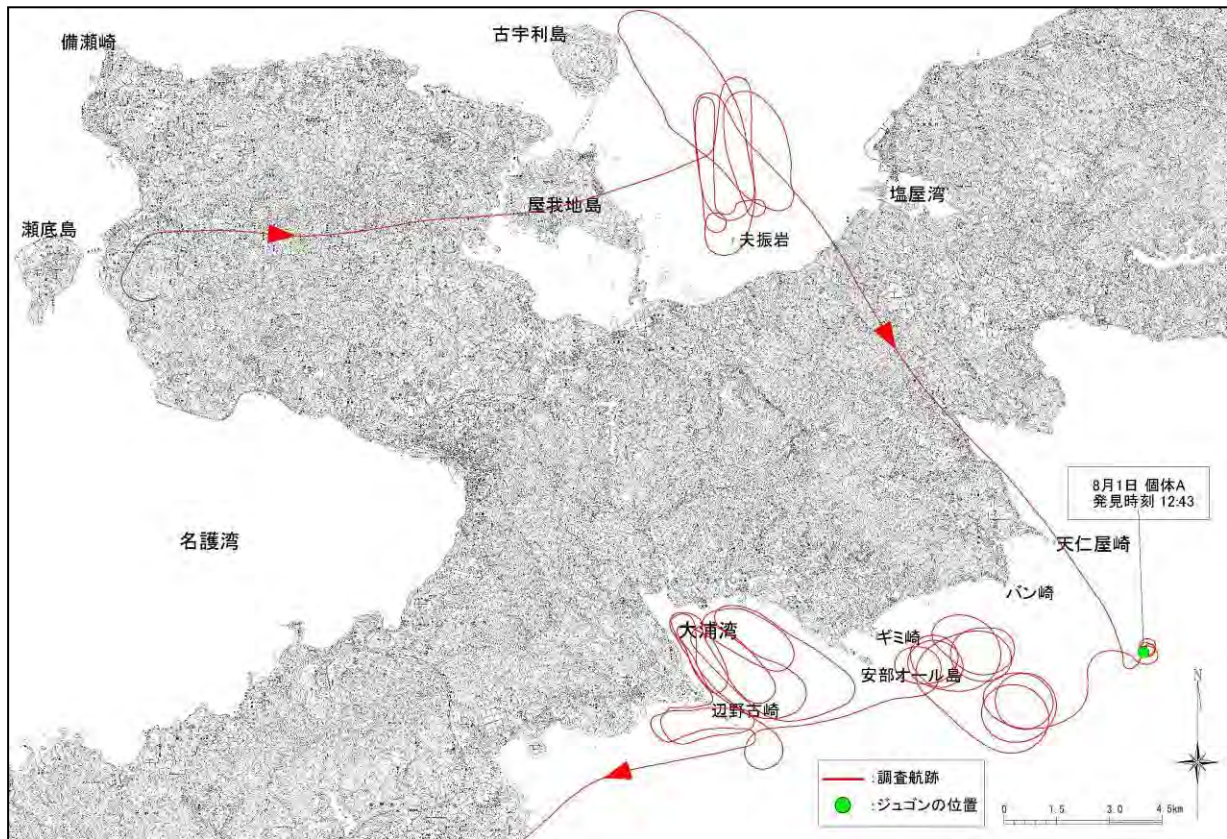 古宇利島
備瀬崎
塩屋湾
屋我地島
瀬底島
夫振岩
8月1日 個体A
発見時刻 12:43
名護湾
天仁屋崎
バン崎
大浦湾
ギミ崎
安部オール島
辺野古崎
N
:調査航跡
:ジュゴンの位置
0 1.5 3.0 4.5km